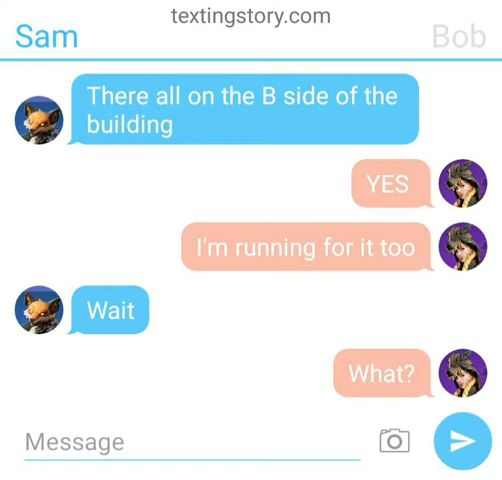 textingstory.com
Sam
Bob
There all on the B side of the
building
YES
I'm running for it too
Wait
What?
Message